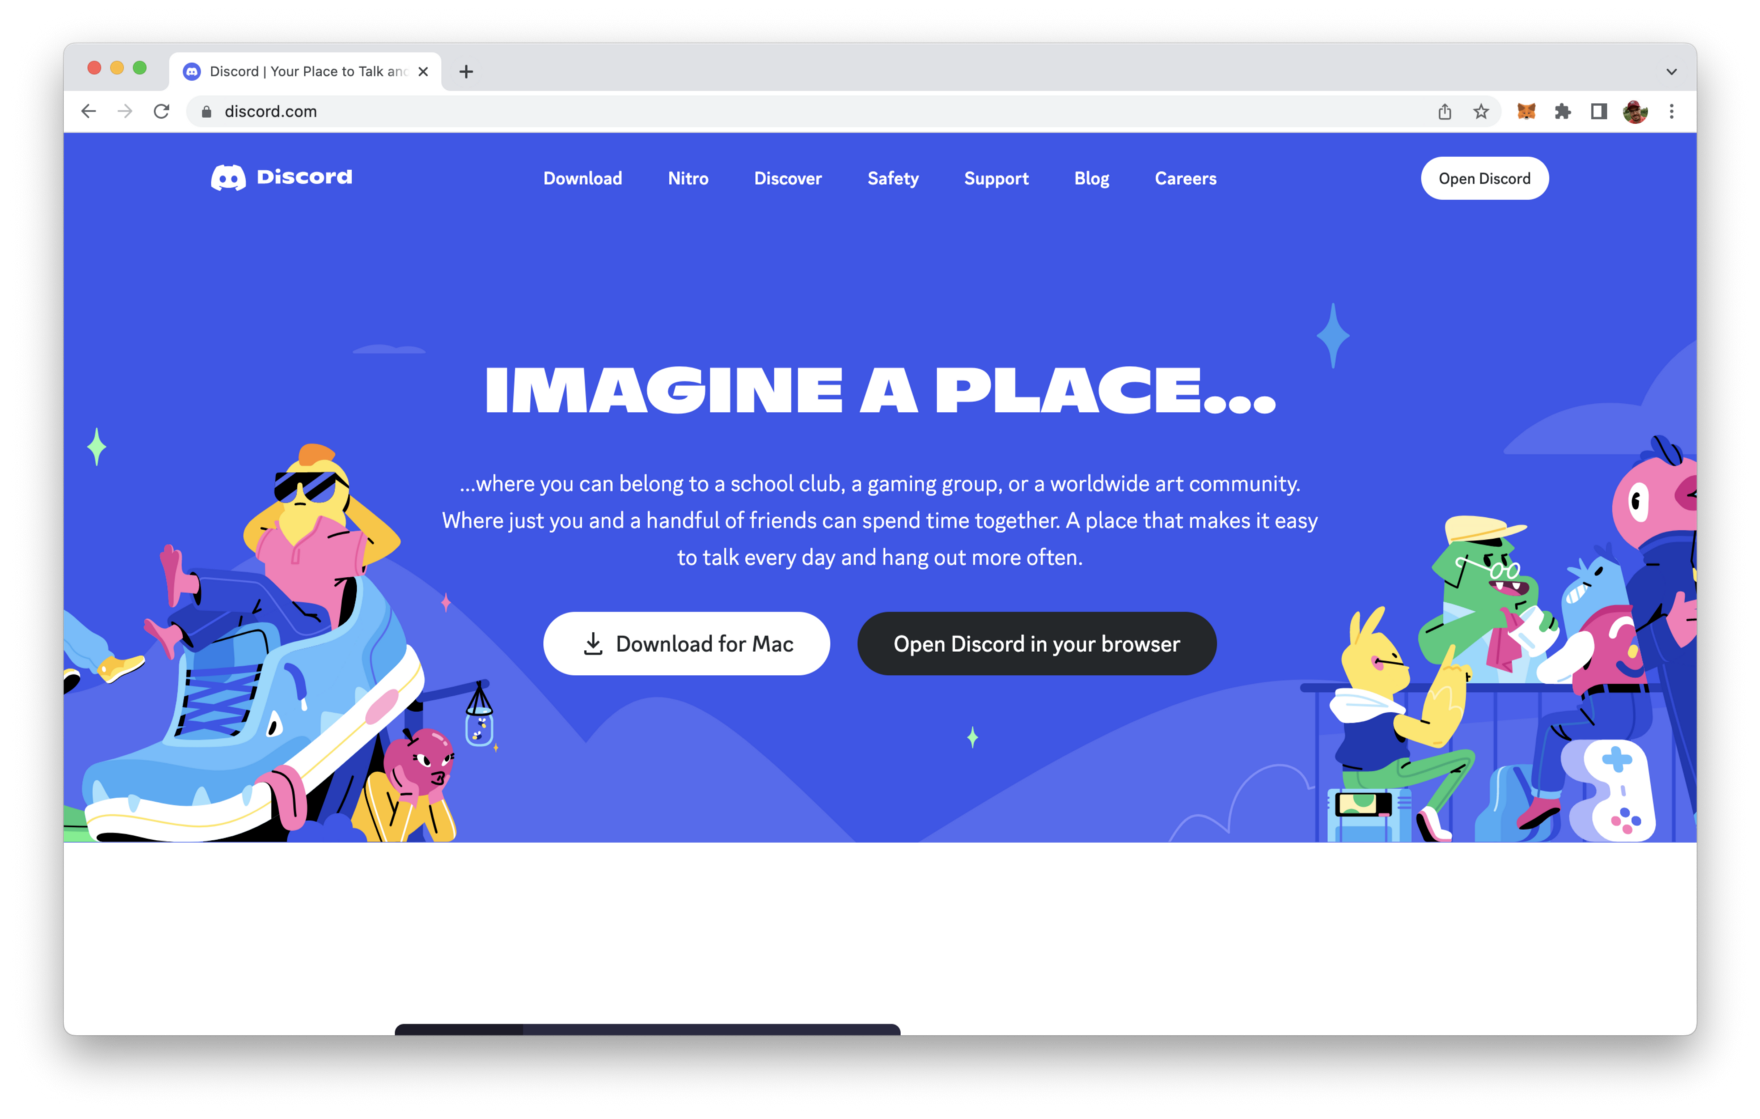 Discord | Your Place to Talk and
discord.com
Discord
Download
Nitro
Discover
Safety
Support
Blog
Careers
Open Discord
IMAGINE A PLACE...
...where you can belong to a school club, a gaming group, or a worldwide art community.
Where just you and a handful of friends can spend time together. A place that makes it easy
to talk every day and hang out more often.
Download for Mac
Open Discord in your browser